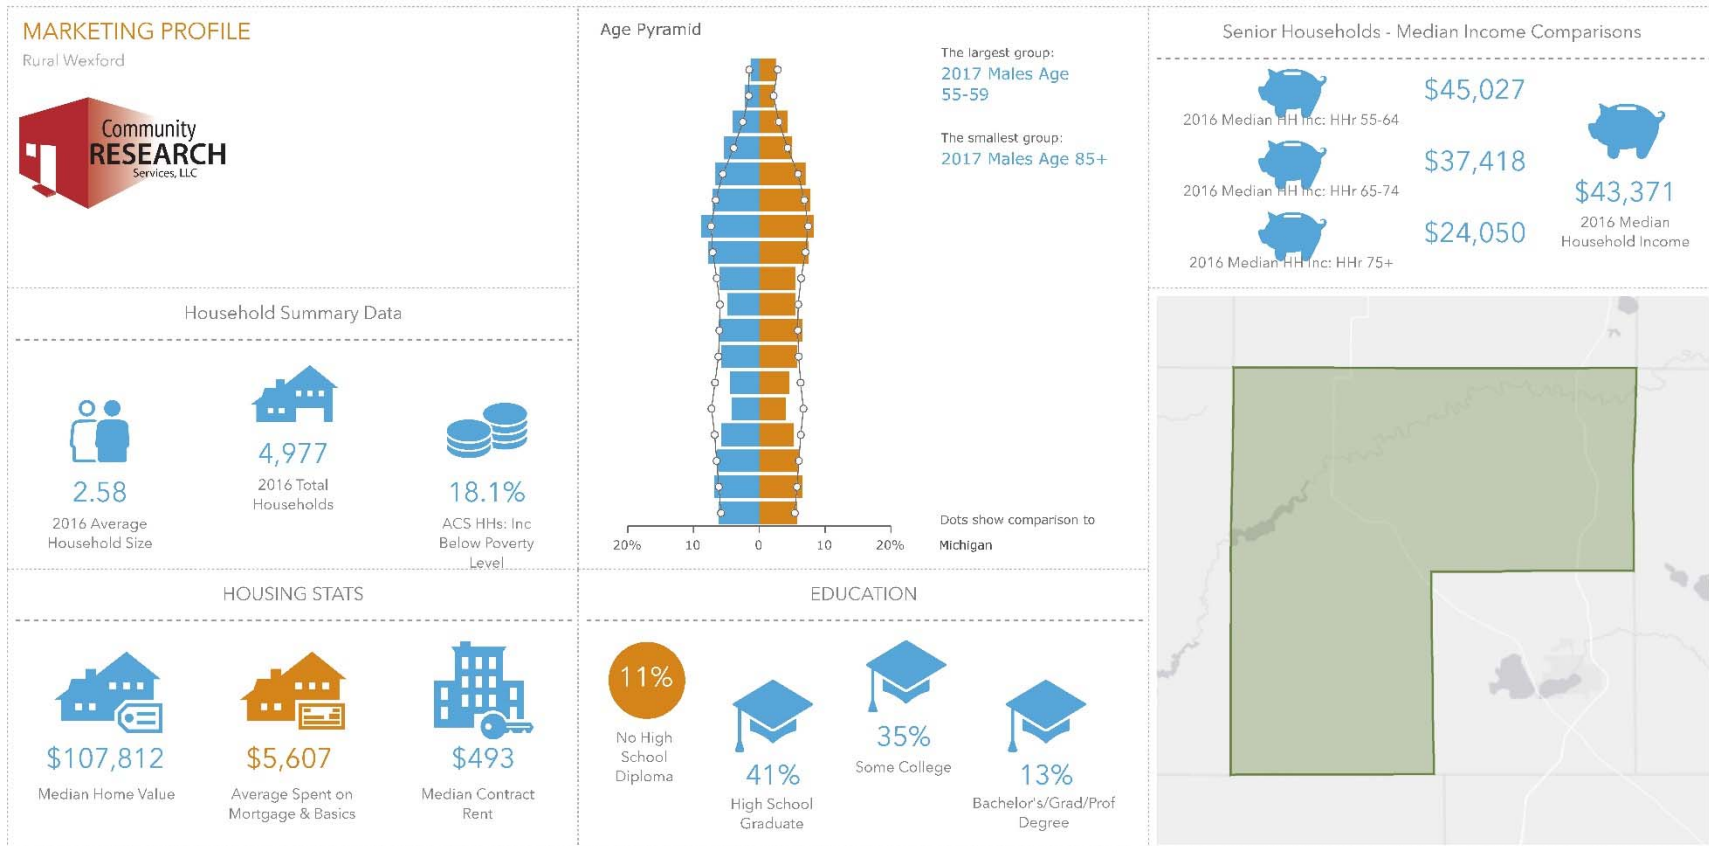 MARKETING PROFILE
Rural Wexford
Community
RESEARCH
Services, LLC
Age Pyramid
The largest group:
2017 Males Age
55-59
The smallest group:
2017 Males Age 85+
20%
10
0
10
20%
Dots show comparison to
Michigan
Senior Households - Median Income Comparisons
$45,027
2016 Median HH Inc: HHr 55-64
$37,418
2016 Median HH Inc: HHr 65-74
$24,050
2016 Median HH Inc: HHr 75+
$43,371
2016 Median
Household Income
Household Summary Data
2.58
2016 Average
Household Size
4,977
2016 Total
Households
18.1%
ACS HHs: Inc
Below Poverty
Level
HOUSING STATS
$107,812
Median Home Value
$5,607
Average Spent on
Mortgage & Basics
$493
Median Contract
Rent
EDUCATION
11%
No High
School
Diploma
41%
High School
Graduate
35%
Some College
13%
Bachelor's/Grad/Prof
Degree